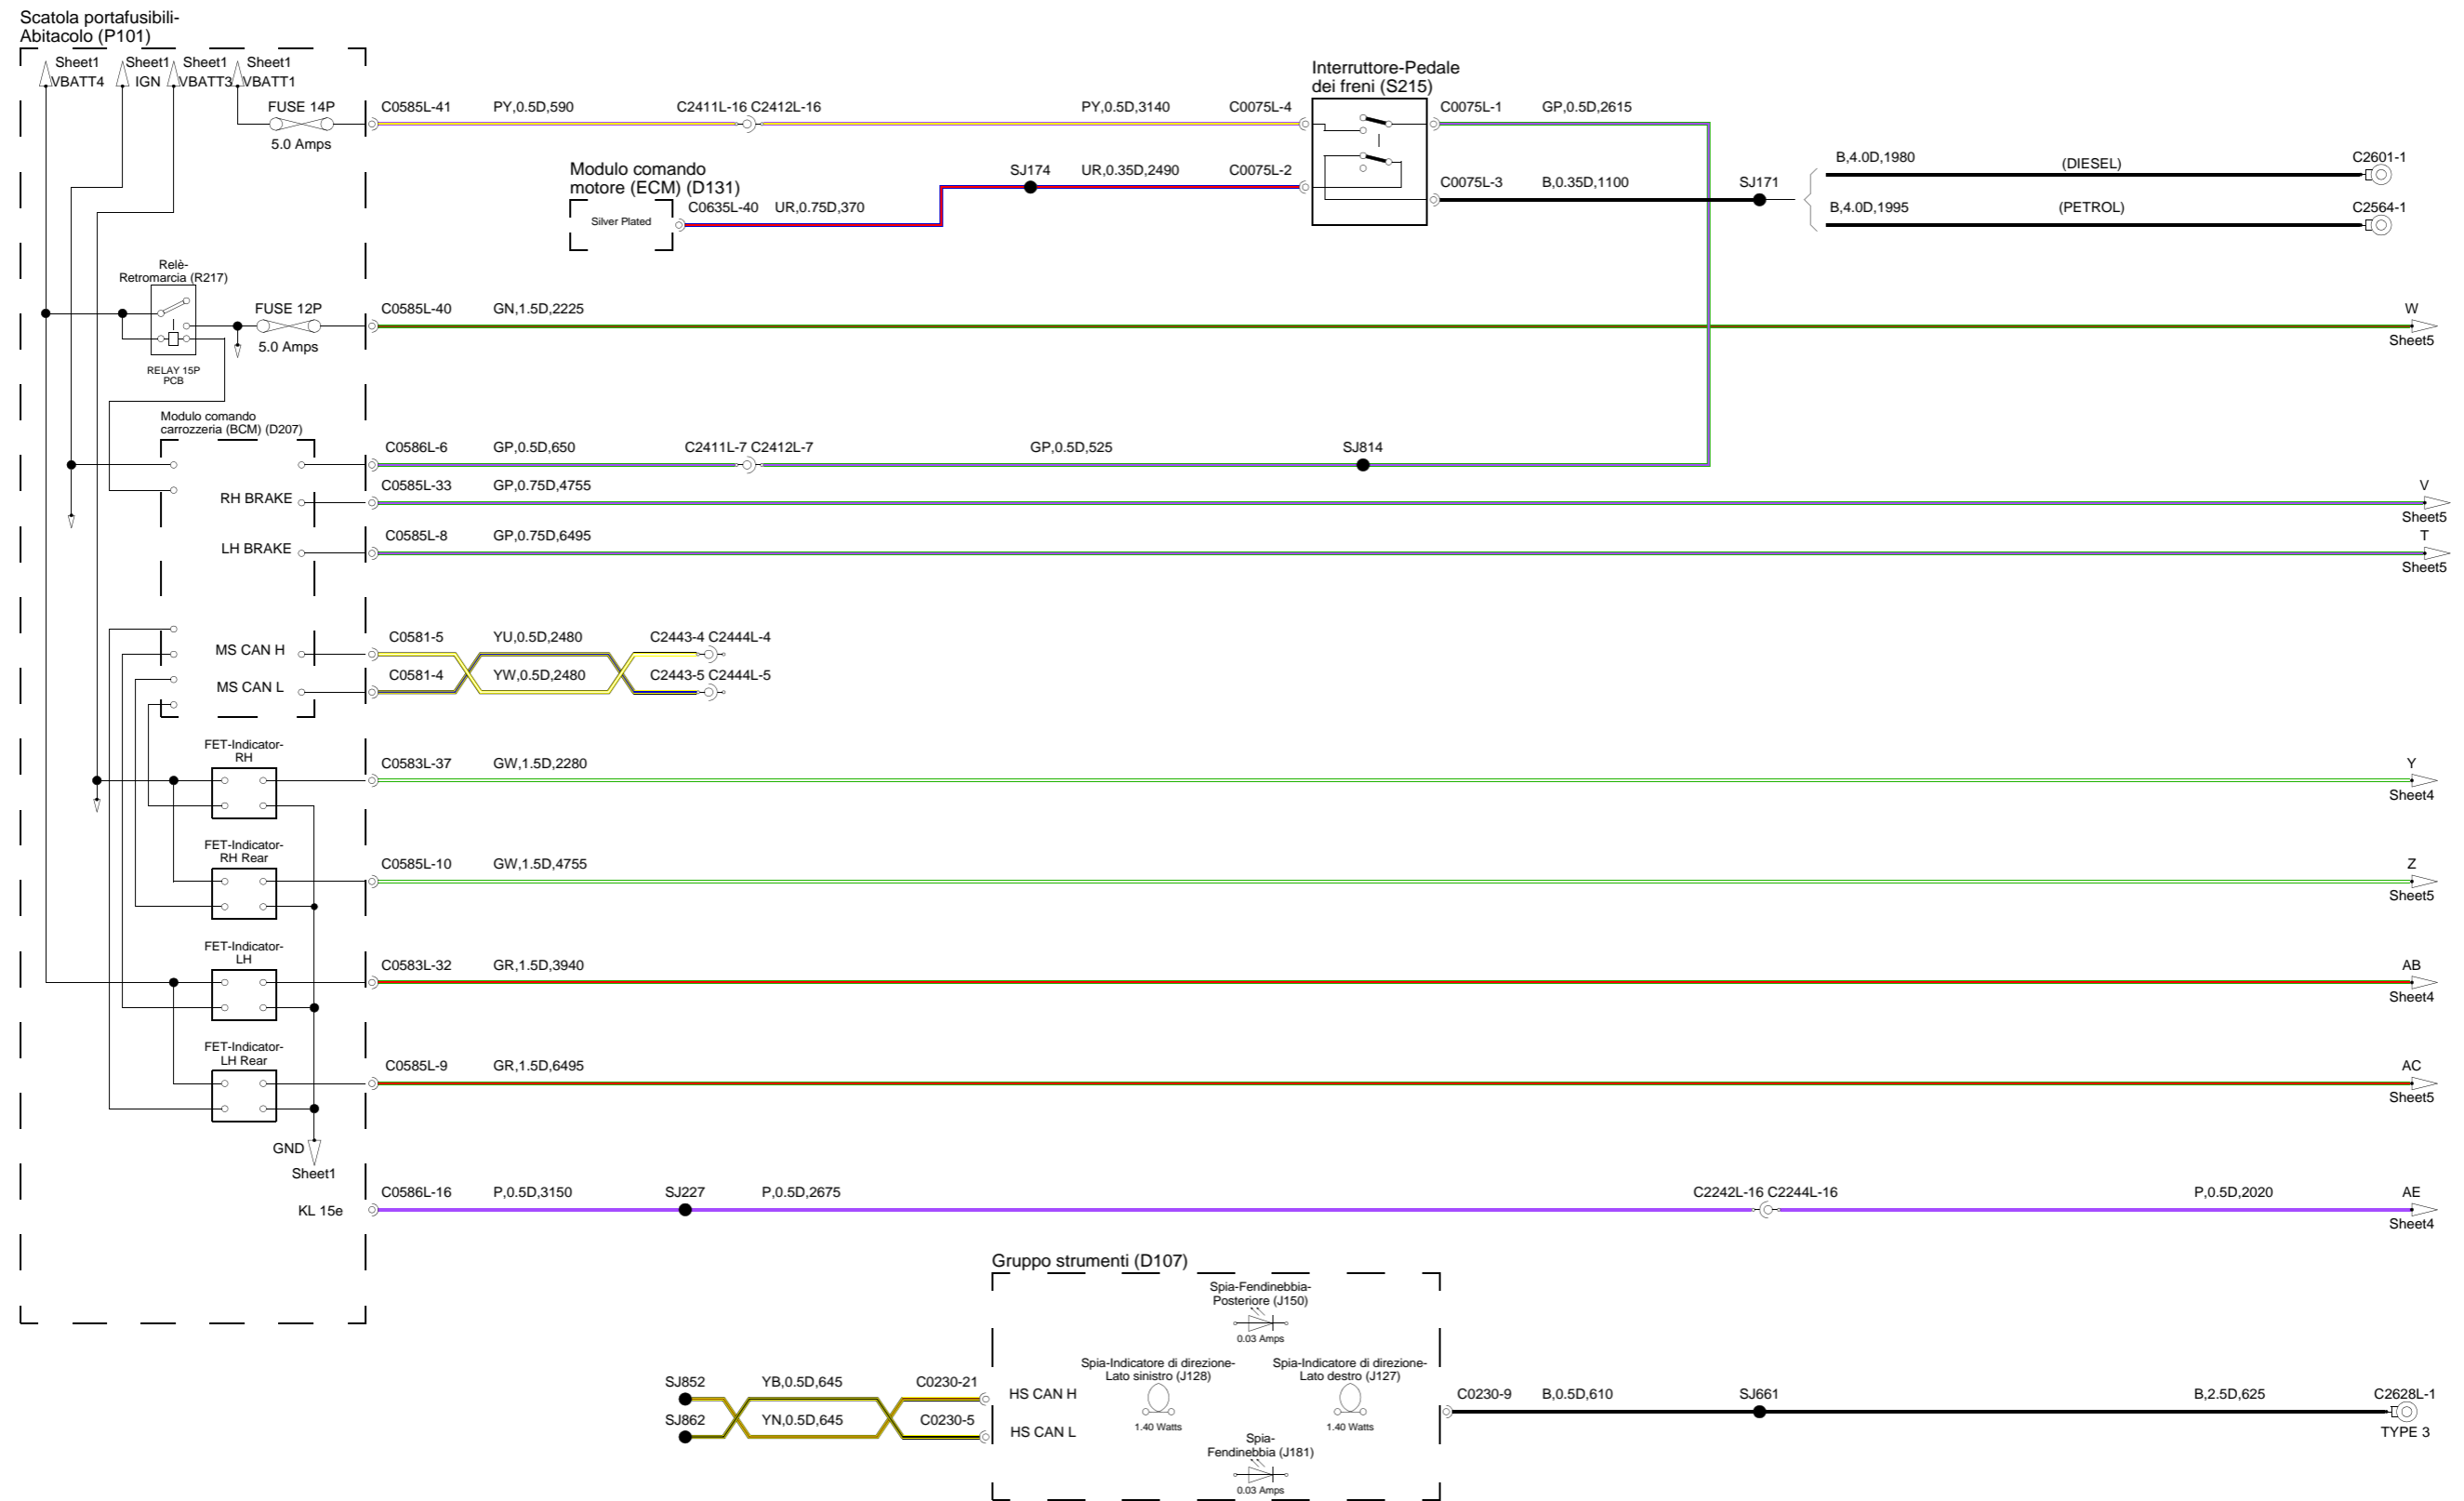 Scatola portafusibili-
Abitacolo (P101)
Sheet1 Sheet1 Sheet1 Sheet1
VBATT4 IGN VBATT3 VBATT1
FUSE 14P
5.0 Amps
C0585L-41 PY,0.5D,590 C2411L-16 C2412L-16 PY,0.5D,3140 C0075L-4
Interruttore-Pedale
dei freni (S215)
C0075L-1 GP,0.5D,2615
Modulo comando
motore (ECM) (D131)
Silver Plated
C0635L-40 UR,0.75D,370
SJ174 UR,0.35D,2490 C0075L-2
C0075L-3 B,0.35D,1100 SJ171
B,4.0D,1980 (DIESEL) C2601-1
B,4.0D,1995 (PETROL) C2564-1
Relè-
Retromarcia (R217)
RELAY 15P
PCB
FUSE 12P
5.0 Amps
C0585L-40 GN,1.5D,2225 W
Sheet5
Modulo comando
carrozzeria (BCM) (D207)
C0586L-6 GP,0.5D,650 C2411L-7 C2412L-7 GP,0.5D,525 SJ814
RH BRAKE C0585L-33 GP,0.75D,4755 V
Sheet5
LH BRAKE C0585L-8 GP,0.75D,6495 T
Sheet5
MS CAN H C0581-5 YU,0.5D,2480 C2443-4 C2444L-4
MS CAN L C0581-4 YW,0.5D,2480 C2443-5 C2444L-5
FET-Indicator-
RH
C0583L-37 GW,1.5D,2280 Y
Sheet4
FET-Indicator-
RH Rear
C0585L-10 GW,1.5D,4755 Z
Sheet5
FET-Indicator-
LH
C0583L-32 GR,1.5D,3940 AB
Sheet4
FET-Indicator-
LH Rear
C0585L-9 GR,1.5D,6495 AC
Sheet5
GND
Sheet1
KL 15e C0586L-16 P,0.5D,3150 SJ227 P,0.5D,2675 C2242L-16 C2244L-16 P,0.5D,2020 AE
Sheet4
Gruppo strumenti (D107)
Spia-Fendinebbia-
Posteriore (J150)
0.03 Amps
Spia-Indicatore di direzione-
Lato sinistro (J128)
1.40 Watts
Spia-Indicatore di direzione-
Lato destro (J127)
1.40 Watts
SJ852 YB,0.5D,645 C0230-21 HS CAN H
SJ862 YN,0.5D,645 C0230-5 HS CAN L
Spia-
Fendinebbia (J181)
0.03 Amps
C0230-9 B,0.5D,610 SJ661 B,2.5D,625 C2628L-1
TYPE 3